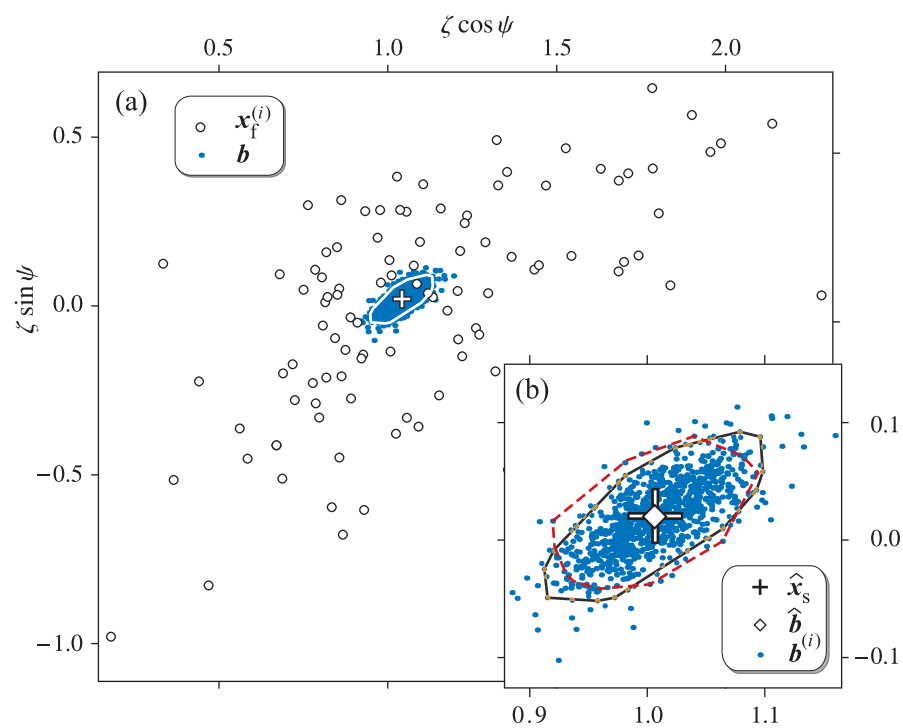 ζ cos ψ
0.5 1.0 1.5 2.0
(a)
x_f^(i)
b
0.5
0.0
−0.5
−1.0
ζ sin ψ
(b)
0.1
0.0
−0.1
x̂_s
b̂
b^(i)
0.9 1.0 1.1